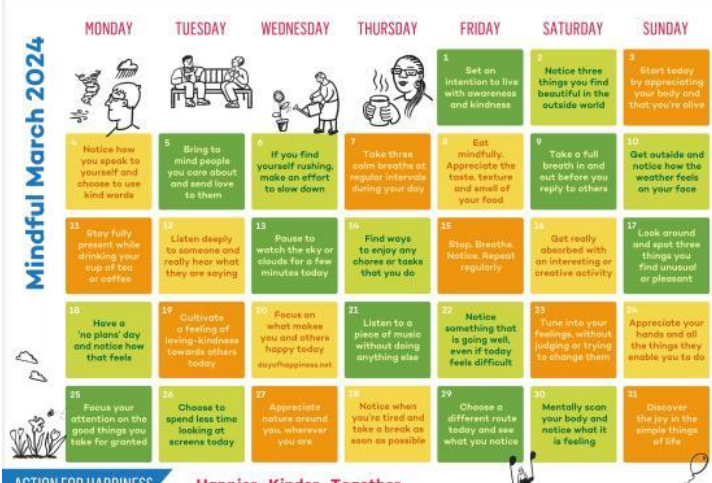 Mindful March 2024
MONDAY TUESDAY WEDNESDAY THURSDAY FRIDAY SATURDAY SUNDAY
1
Set an
intention to live
with awareness
and kindness
2
Notice three
things you find
beautiful in the
outside world
3
Start today
by appreciating
your body and
that you're alive
4
Notice how
you speak to
yourself and
choose to use
kind words
5
Bring to
mind people
you care about
and send love
to them
6
If you find
yourself rushing,
make an effort
to slow down
7
Take three
calm breaths at
regular intervals
during your day
8
Eat
mindfully.
Appreciate the
taste, texture
and smell of
your food
9
Take a full
breath in and
out before you
reply to others
10
Get outside and
notice how the
weather feels
on your face
11
Stay fully
present while
drinking your
cup of tea
or coffee
12
Listen deeply
to someone and
really hear what
they are saying
13
Pause to
watch the sky or
clouds for a few
minutes today
14
Find ways
to enjoy any
chores or tasks
that you do
15
Stop. Breathe.
Notice. Repeat
regularly
16
Get really
absorbed with
an interesting or
creative activity
17
Look around
and spot three
things you
find unusual
or pleasant
18
Have a
'no plans' day
and notice how
that feels
19
Cultivate
a feeling of
loving-kindness
towards others
today
20
Focus on
what makes
you and others
happy today
dayofhappiness.net
21
Listen to a
piece of music
without doing
anything else
22
Notice
something that
is going well,
even if today
feels difficult
23
Tune into your
feelings, without
judging or trying
to change them
24
Appreciate your
hands and all
the things they
enable you to do
25
Focus your
attention on the
good things you
take for granted
26
Choose to
spend less time
looking at
screens today
27
Appreciate
nature around
you, wherever
you are
28
Notice when
you're tired and
take a break as
soon as possible
29
Choose a
different route
today and see
what you notice
30
Mentally scan
your body and
notice what it
is feeling
31
Discover
the joy in the
simple things
of life
ACTION FOR HAPPINESS
Happier · Kinder · Together